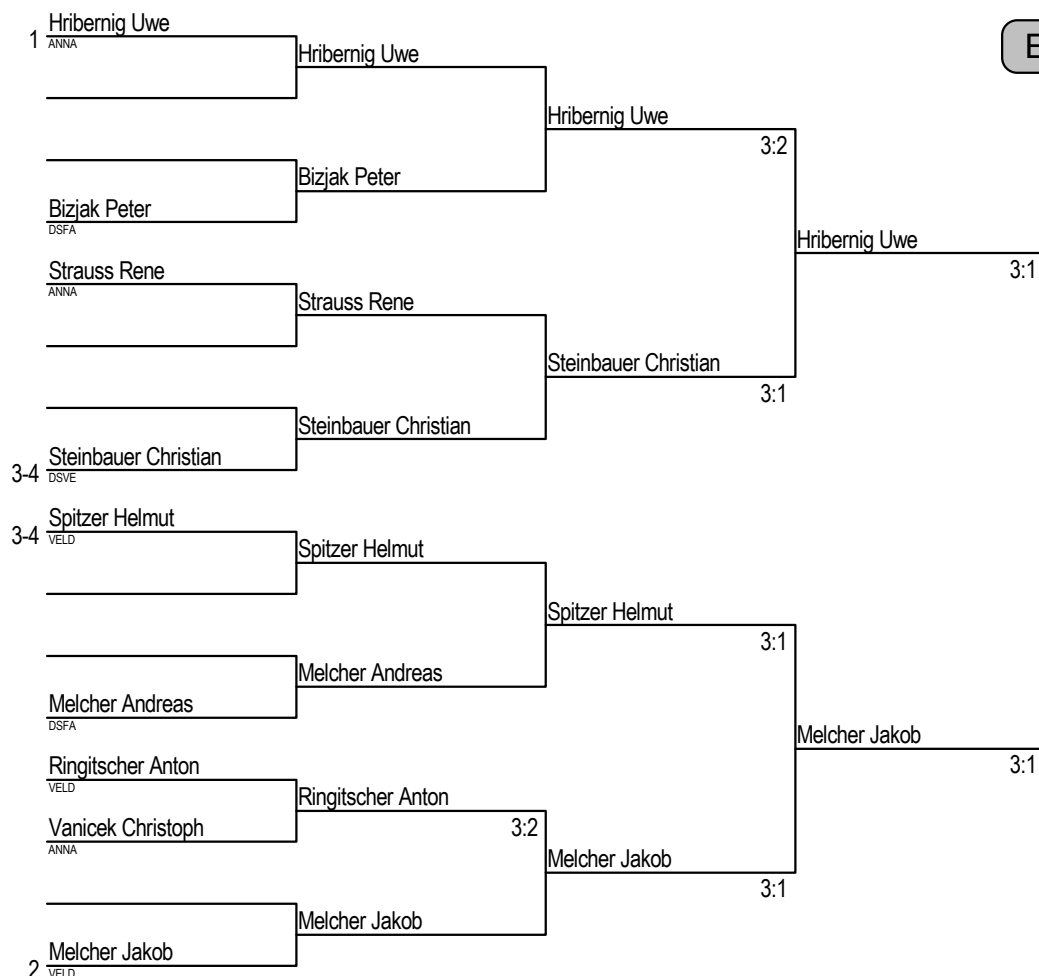 Hribernig Uwe
1 ANNA
Hribernig Uwe
E
Hribernig Uwe
3:2
Bizjak Peter
Bizjak Peter
DSFA
Hribernig Uwe
3:1
Strauss Rene
ANNA
Strauss Rene
Steinbauer Christian
3:1
Steinbauer Christian
Steinbauer Christian
3-4 DSVE
Spitzer Helmut
3-4 VELD
Spitzer Helmut
Spitzer Helmut
3:1
Melcher Andreas
Melcher Andreas
DSFA
Melcher Jakob
3:1
Ringitscher Anton
VELD
Ringitscher Anton
3:2
Vanicek Christoph
ANNA
Melcher Jakob
3:1
Melcher Jakob
Melcher Jakob
2 VELD